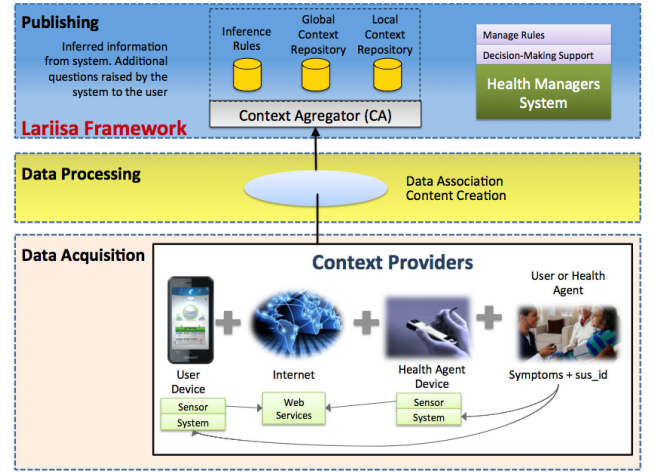 Publishing
Inferred information
from system. Additional
questions raised by the
system to the user
Lariisa Framework
Inference
Rules
Global
Context
Repository
Local
Context
Repository
Context Agregator (CA)
Manage Rules
Decision-Making Support
Health Managers
System
Data Processing
Data Association
Content Creation
Data Acquisition
Context Providers
User or Health
Agent
User
Device
Internet
Health Agent
Device
Symptoms + sus_id
Sensor
System
Web
Services
Sensor
System